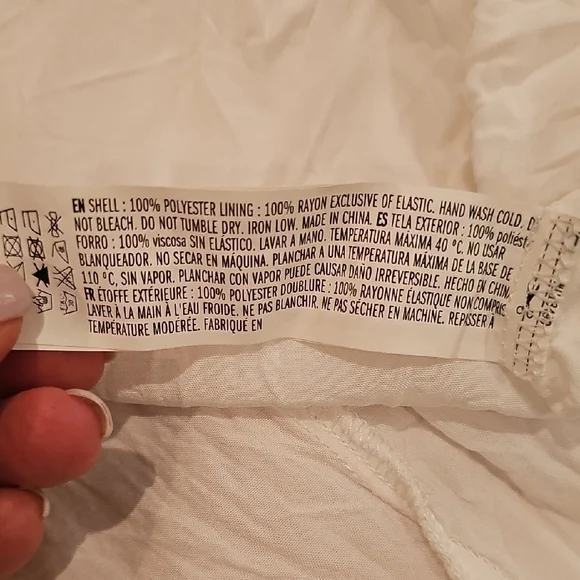 EN SHELL : 100% POLYESTER LINING : 100% RAYON EXCLUSIVE OF ELASTIC. HAND WASH COLD. D
NOT BLEACH. DO NOT TUMBLE DRY. IRON LOW. MADE IN CHINA. ES TELA EXTERIOR : 100% poliést
FORRO : 100% viscosa SIN ELÁSTICO. LAVAR A MANO. TEMPERATURA MÁXIMA 40 °C. NO USAR
BLANQUEADOR. NO SECAR EN MÁQUINA. PLANCHAR A UNA TEMPERATURA MÁXIMA DE LA BASE DE
110 °C, SIN VAPOR. PLANCHAR CON VAPOR PUEDE CAUSAR DAÑO IRREVERSIBLE. HECHO EN CHIN
FR ÉTOFFE EXTÉRIEURE : 100% POLYESTER DOUBLURE : 100% RAYONNE ÉLASTIQUE NON COMPRIS.
LAVER À LA MAIN À L'EAU FROIDE. NE PAS BLANCHIR. NE PAS SÉCHER EN MACHINE. REPASSER À
TEMPÉRATURE MODÉRÉE. FABRIQUÉ EN